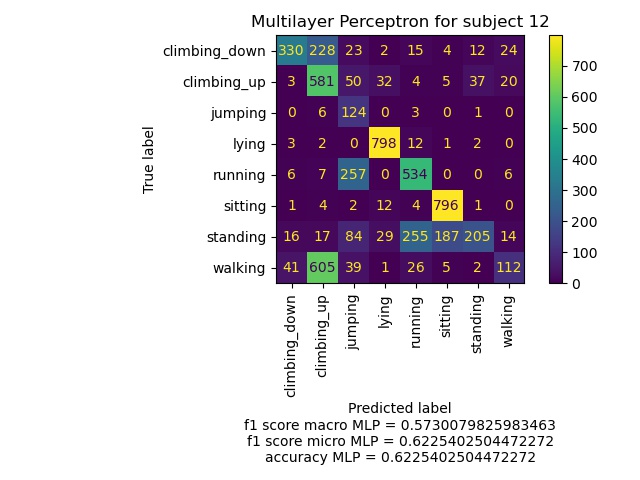 Multilayer Perceptron for subject 12
climbing_down 330 228 23 2 15 4 12 24
climbing_up 3 581 50 32 4 5 37 20
jumping 0 6 124 0 3 0 1 0
lying 3 2 0 798 12 1 2 0
running 6 7 257 0 534 0 0 6
sitting 1 4 2 12 4 796 1 0
standing 16 17 84 29 255 187 205 14
walking 41 605 39 1 26 5 2 112
True label
climbing_down climbing_up jumping lying running sitting standing walking
Predicted label
f1 score macro MLP = 0.5730079825983463
f1 score micro MLP = 0.6225402504472272
accuracy MLP = 0.6225402504472272
700
600
500
400
300
200
100
0